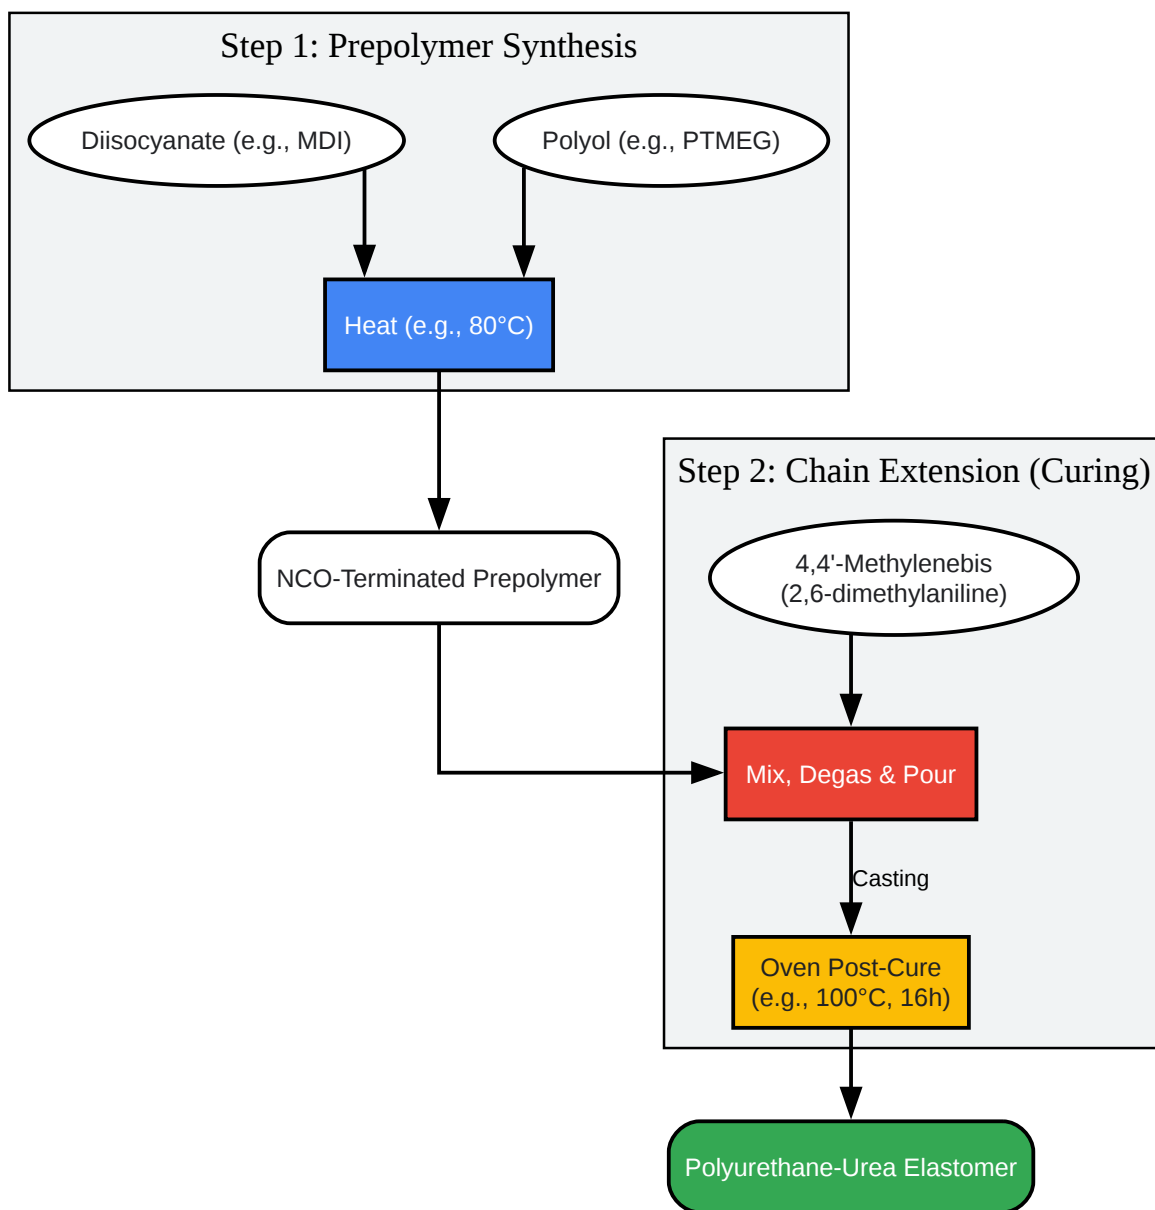 Step 1: Prepolymer Synthesis
Diisocyanate (e.g., MDI)
Polyol (e.g., PTMEG)
Heat (e.g., 80°C)
NCO-Terminated Prepolymer
Step 2: Chain Extension (Curing)
4,4'-Methylenebis
(2,6-dimethylaniline)
Mix, Degas & Pour
Casting
Oven Post-Cure
(e.g., 100°C, 16h)
Polyurethane-Urea Elastomer